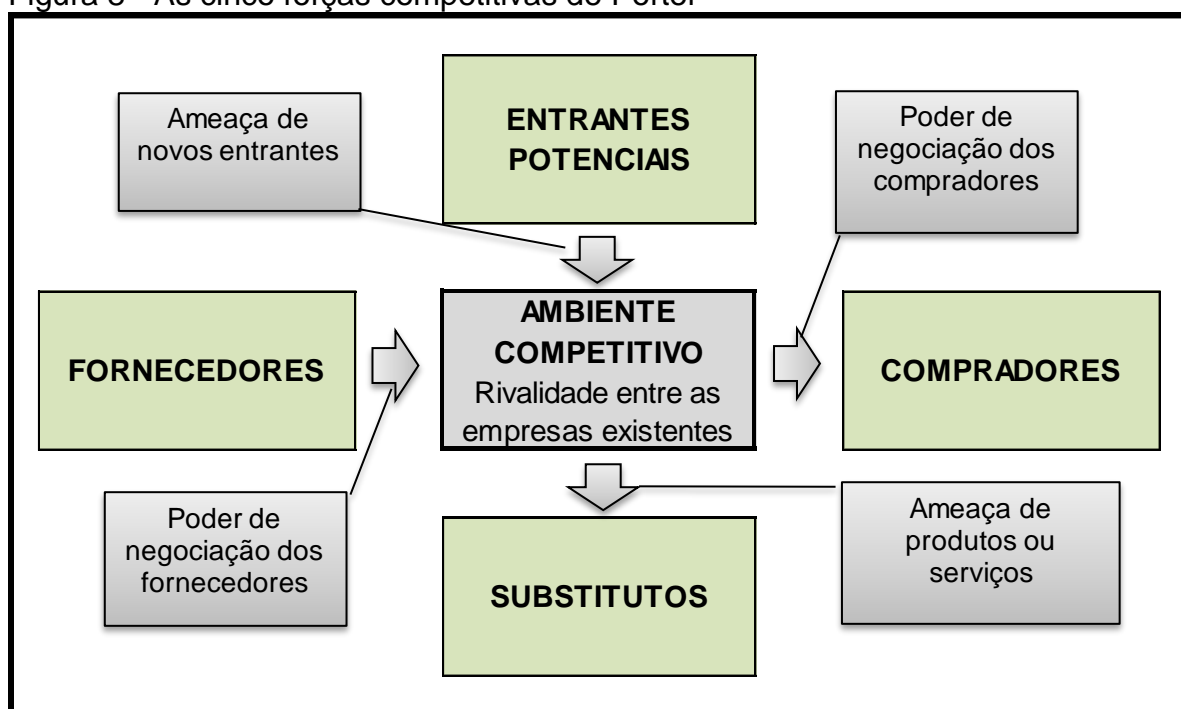 Figura - As cinco forças competitivas de Porter
Ameaça de
novos entrantes
ENTRANTES
POTENCIAIS
Poder de
negociação dos
compradores
FORNECEDORES
AMBIENTE
COMPETITIVO
Rivalidade entre as
empresas existentes
COMPRADORES
Poder de
negociação dos
fornecedores
SUBSTITUTOS
Ameaça de
produtos ou
serviços